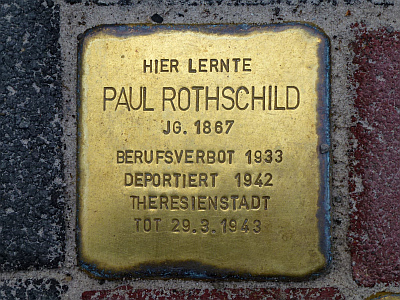 HIER LERNTE
PAUL ROTHSCHILD
JG. 1867
BERUFSVERBOT 1933
DEPORTIERT 1942
THERESIENSTADT
TOT 29.3.1943